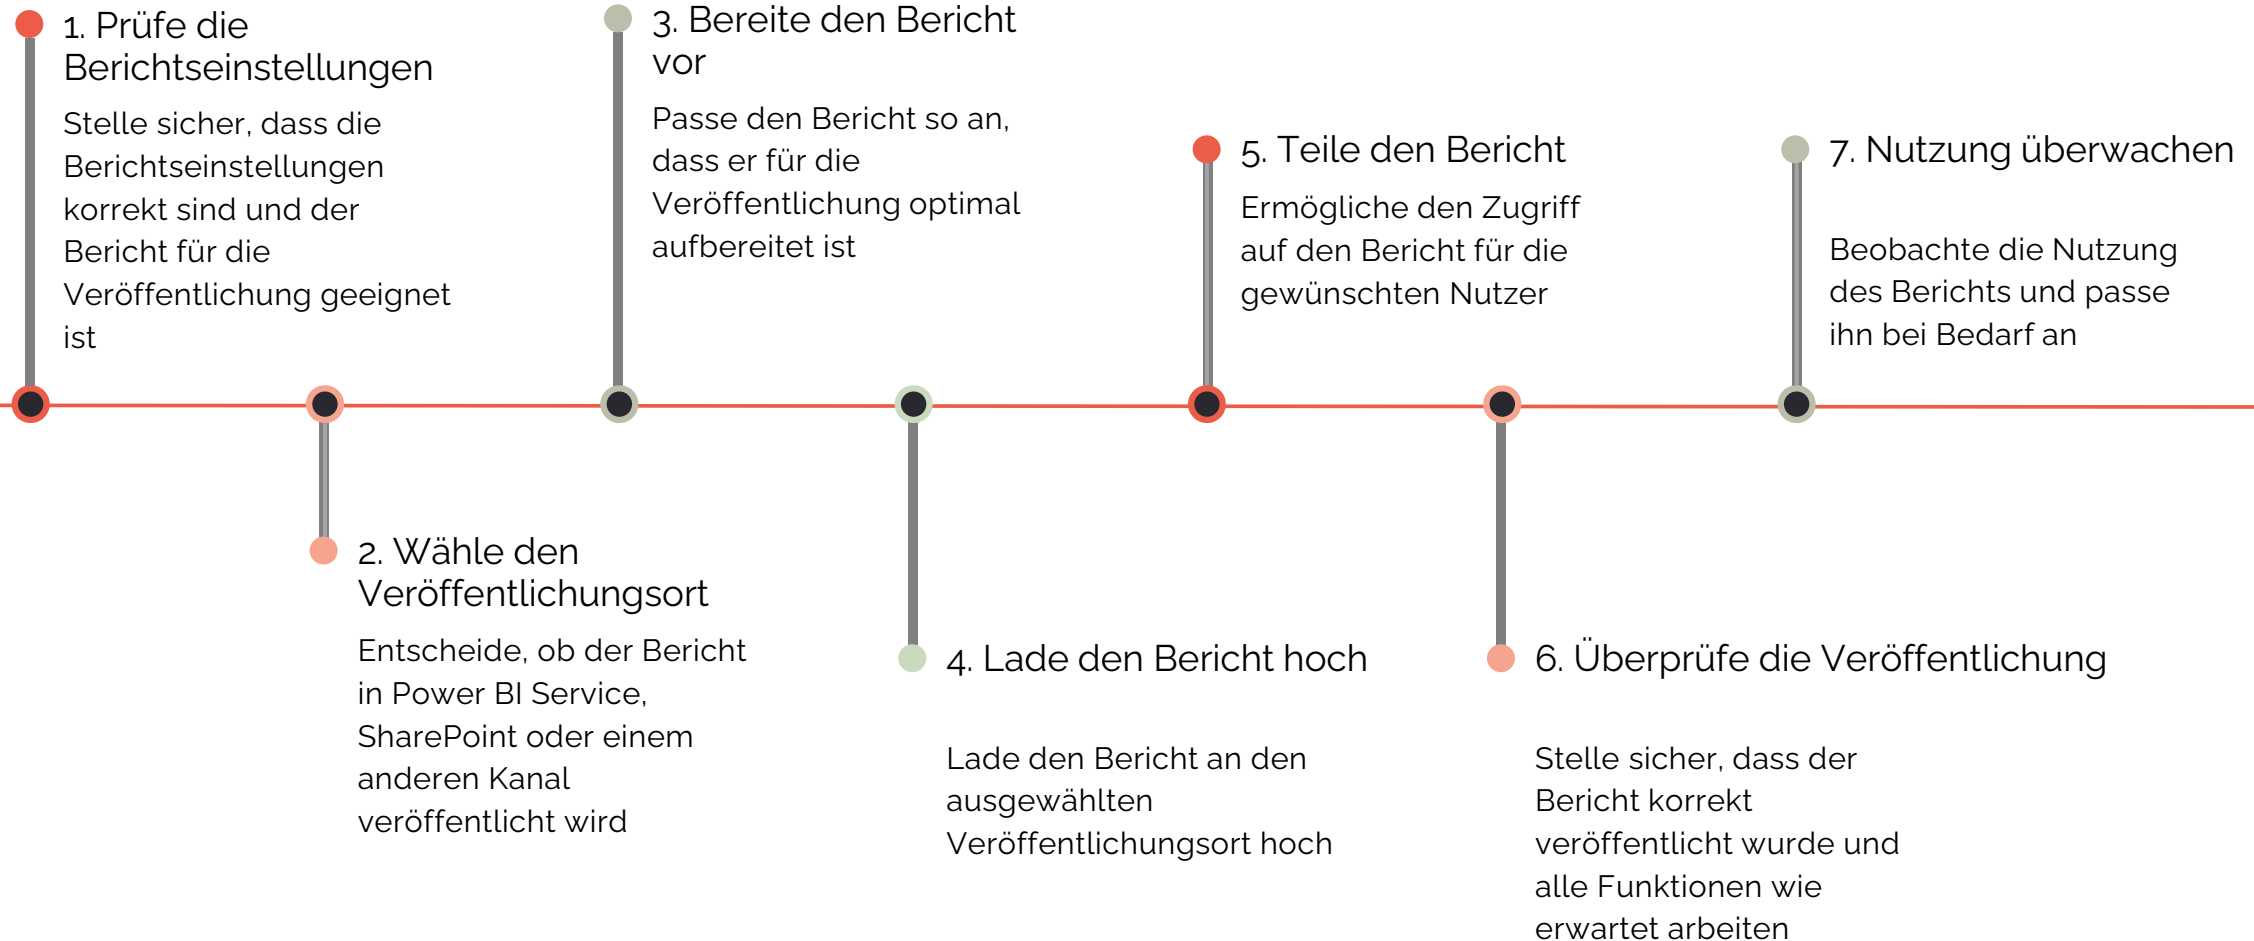 1. Prüfe die
Berichtseinstellungen
Stelle sicher, dass die
Berichtseinstellungen
korrekt sind und der
Bericht für die
Veröffentlichung geeignet
ist
2. Wähle den
Veröffentlichungsort
Entscheide, ob der Bericht
in Power BI Service,
SharePoint oder einem
anderen Kanal
veröffentlicht wird
3. Bereite den Bericht
vor
Passe den Bericht so an,
dass er für die
Veröffentlichung optimal
aufbereitet ist
4. Lade den Bericht hoch
Lade den Bericht an den
ausgewählten
Veröffentlichungsort hoch
5. Teile den Bericht
Ermögliche den Zugriff
auf den Bericht für die
gewünschten Nutzer
6. Überprüfe die Veröffentlichung
Stelle sicher, dass der
Bericht korrekt
veröffentlicht wurde und
alle Funktionen wie
erwartet arbeiten
7. Nutzung überwachen
Beobachte die Nutzung
des Berichts und passe
ihn bei Bedarf an